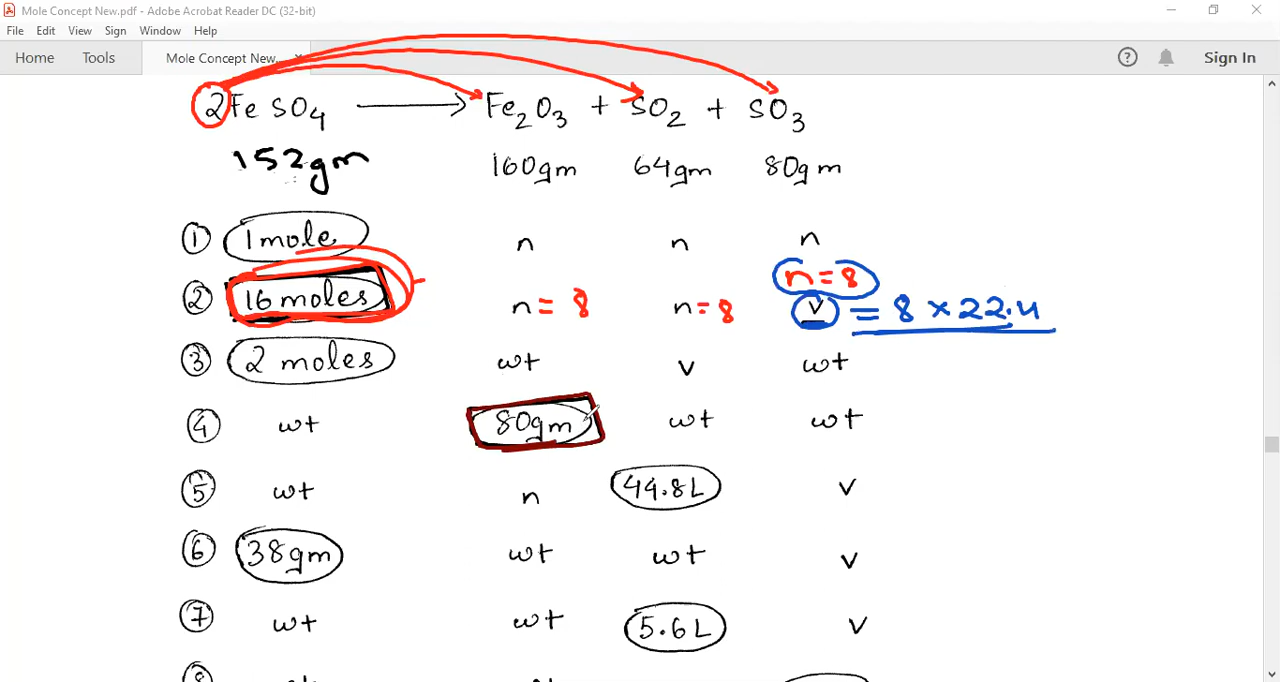 Mole Concept New.pdf - Adobe Acrobat Reader DC (32-bit)
File Edit View Sign Window Help
Home Tools Mole Concept New... × ? Sign In
2FeSO4 → Fe2O3 + SO2 + SO3
152gm 160gm 64gm 80gm
① 1mole n n n
n=8
② 16 moles n = 8 n = 8 v = 8 × 22.4
③ 2 moles wt v wt
④ wt 80gm wt wt
⑤ wt n 44.8L v
⑥ 38gm wt wt v
⑦ wt wt 5.6L v